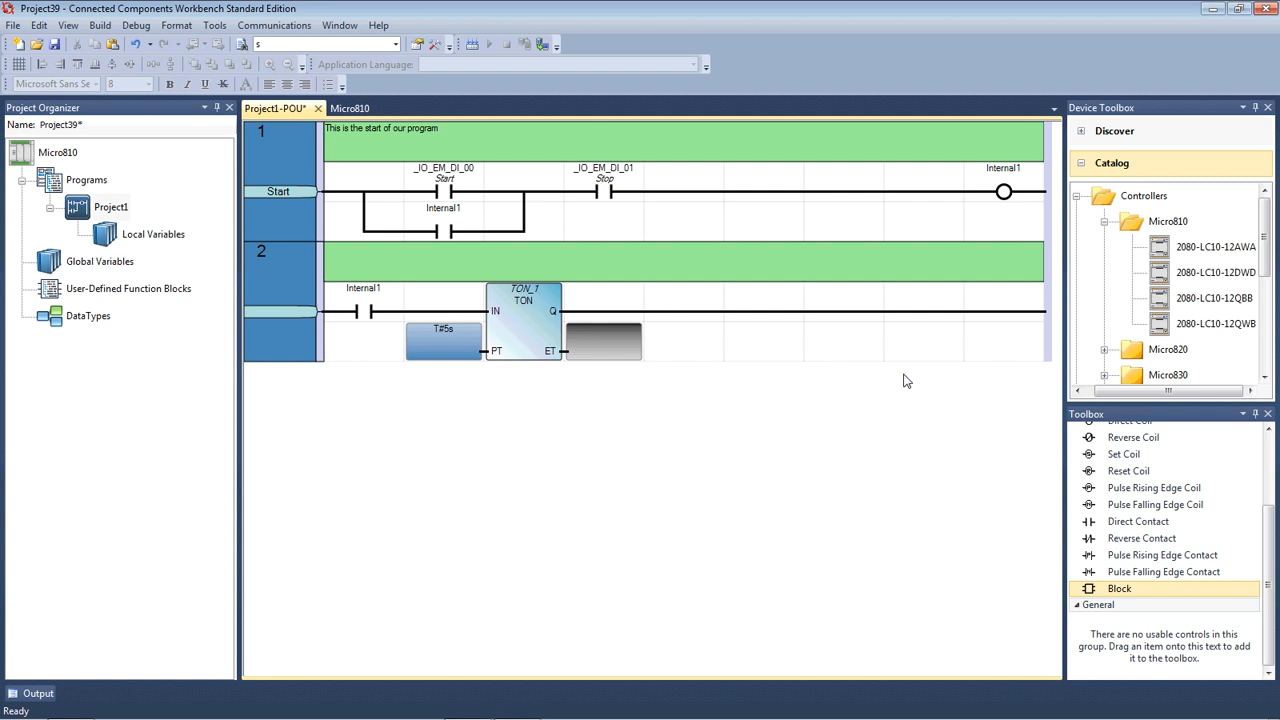 Project39 - Connected Components Workbench Standard Edition
File Edit View Build Debug Format Tools Communications Window Help
s
Application Language:
Microsoft Sans Se 8 B I U K A
Project Organizer
Name: Project39*
Micro810
Programs
Project1
Local Variables
Global Variables
User-Defined Function Blocks
DataTypes
Project1-POU* Micro810
1
This is the start of our program
_IO_EM_DI_00 _IO_EM_DI_01 Internal1
Start Stop
Start
Internal1
2
Internal1
TON_1
TON
IN Q
T#5s
PT ET
Device Toolbox
Discover
Catalog
Controllers
Micro810
2080-LC10-12AWA
2080-LC10-12DWD
2080-LC10-12QBB
2080-LC10-12QWB
Micro820
Micro830
Toolbox
Direct Coil
Reverse Coil
Set Coil
Reset Coil
Pulse Rising Edge Coil
Pulse Falling Edge Coil
Direct Contact
Reverse Contact
Pulse Rising Edge Contact
Pulse Falling Edge Contact
Block
General
There are no usable controls in this
group. Drag an item onto this text to add
it to the toolbox.
Output
Ready